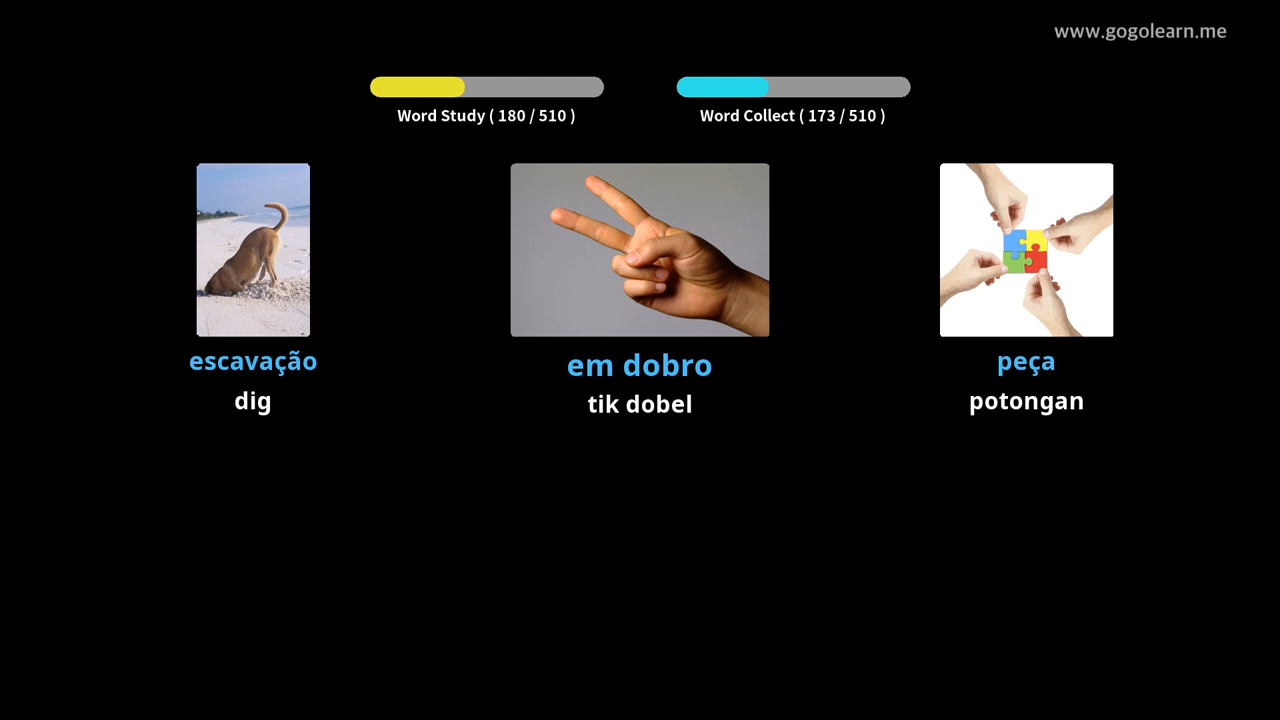 www.gogolearn.me
Word Study ( 180 / 510 )
Word Collect ( 173 / 510 )
escavação
dig
em dobro
tik dobel
peça
potongan